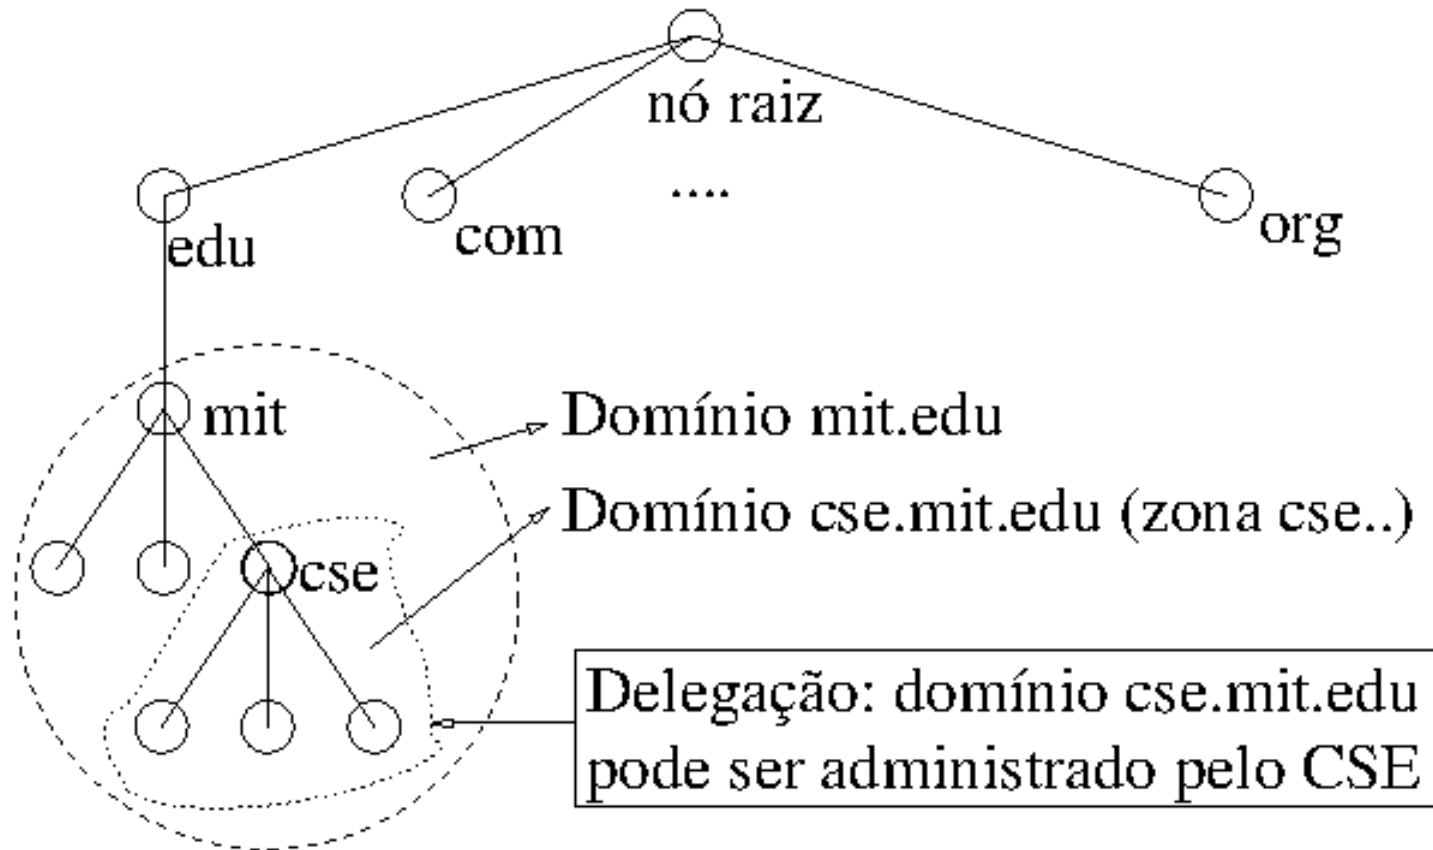 nó raiz
edu
com
....
org
mit
Domínio mit.edu
Domínio cse.mit.edu (zona cse..)
cse
Delegação: domínio cse.mit.edu
pode ser administrado pelo CSE